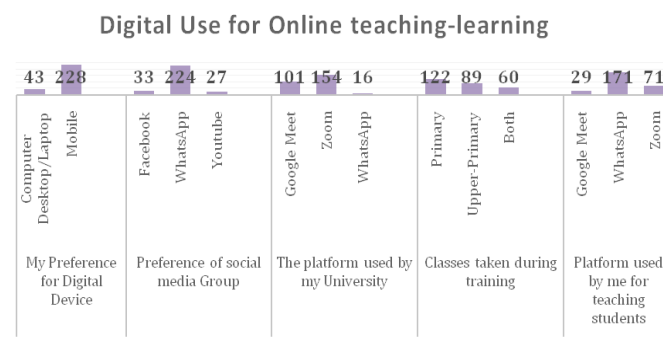 Digital Use for Online teaching-learning
43 228 33 224 27 101 154 16 122 89 60 29 171 71
Computer
Desktop/Laptop
Mobile
Facebook
WhatsApp
Youtube
Google Meet
Zoom
WhatsApp
Primary
Upper-Primary
Both
Google Meet
WhatsApp
Zoom
My Preference
for Digital
Device
Preference of social
media Group
The platform used by
my University
Classes taken during
training
Platform used
by me for
teaching
students